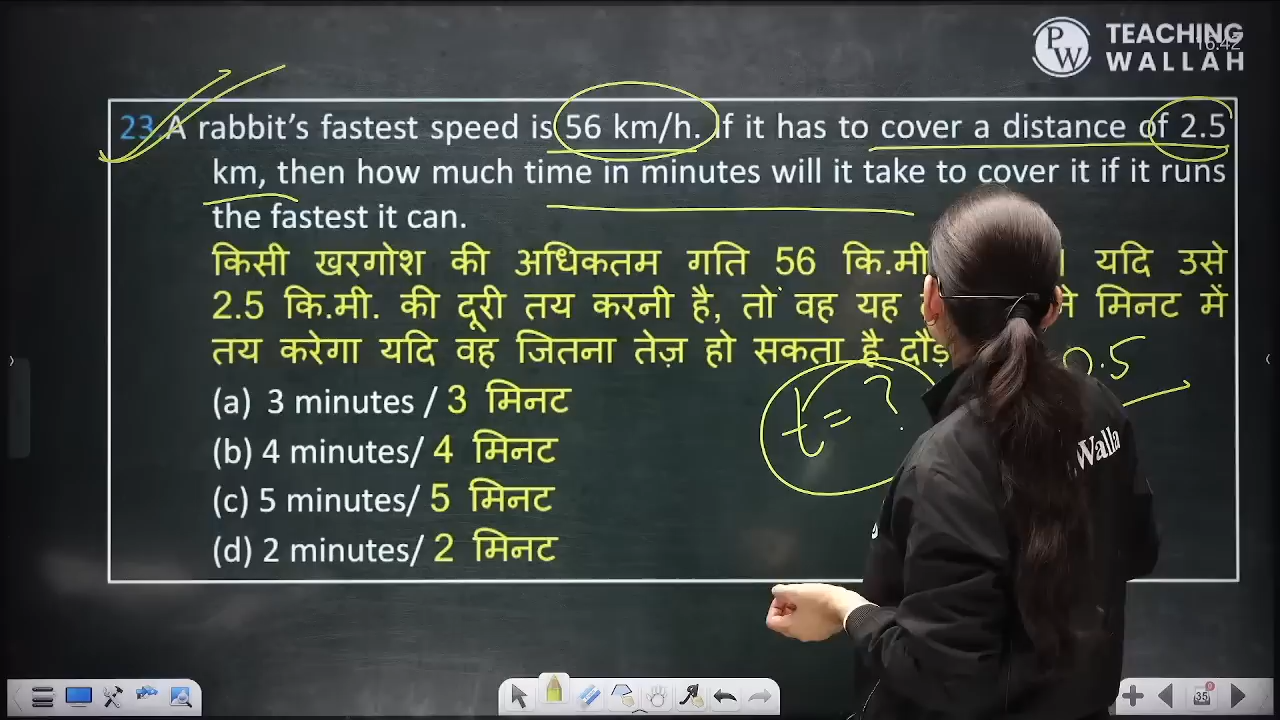 PW TEACHING
16:42
WALLAH
23. A rabbit's fastest speed is 56 km/h. If it has to cover a distance of 2.5
km, then how much time in minutes will it take to cover it if it runs
the fastest it can.
किसी खरगोश की अधिकतम गति 56 कि.मी यदि उसे
2.5 कि.मी. की दूरी तय करनी है, तो वह यह मिनट में
तय करेगा यदि वह जितना तेज़ हो सकता है दौड़
0.5
(a) 3 minutes / 3 मिनट
t = ?
(b) 4 minutes/ 4 मिनट
Walla
(c) 5 minutes/ 5 मिनट
(d) 2 minutes/ 2 मिनट
35